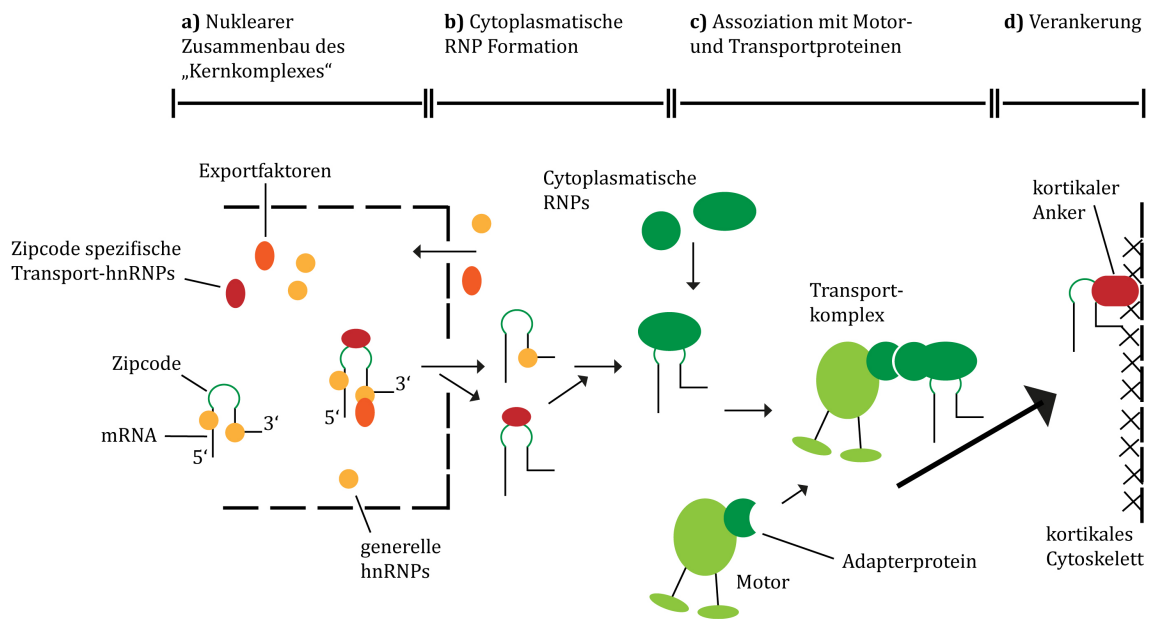 a) Nuklearer
Zusammenbau des
„Kernkomplexes“
b) Cytoplasmatische
RNP Formation
c) Assoziation mit Motor-
und Transportproteinen
d) Verankerung
Exportfaktoren
Zipcode spezifische
Transport-hnRNPs
Zipcode
mRNA
5‘
3‘
5‘
3‘
generelle
hnRNPs
Cytoplasmatische
RNPs
Transport-
komplex
Motor
Adapterprotein
kortikaler
Anker
kortikales
Cytoskelett